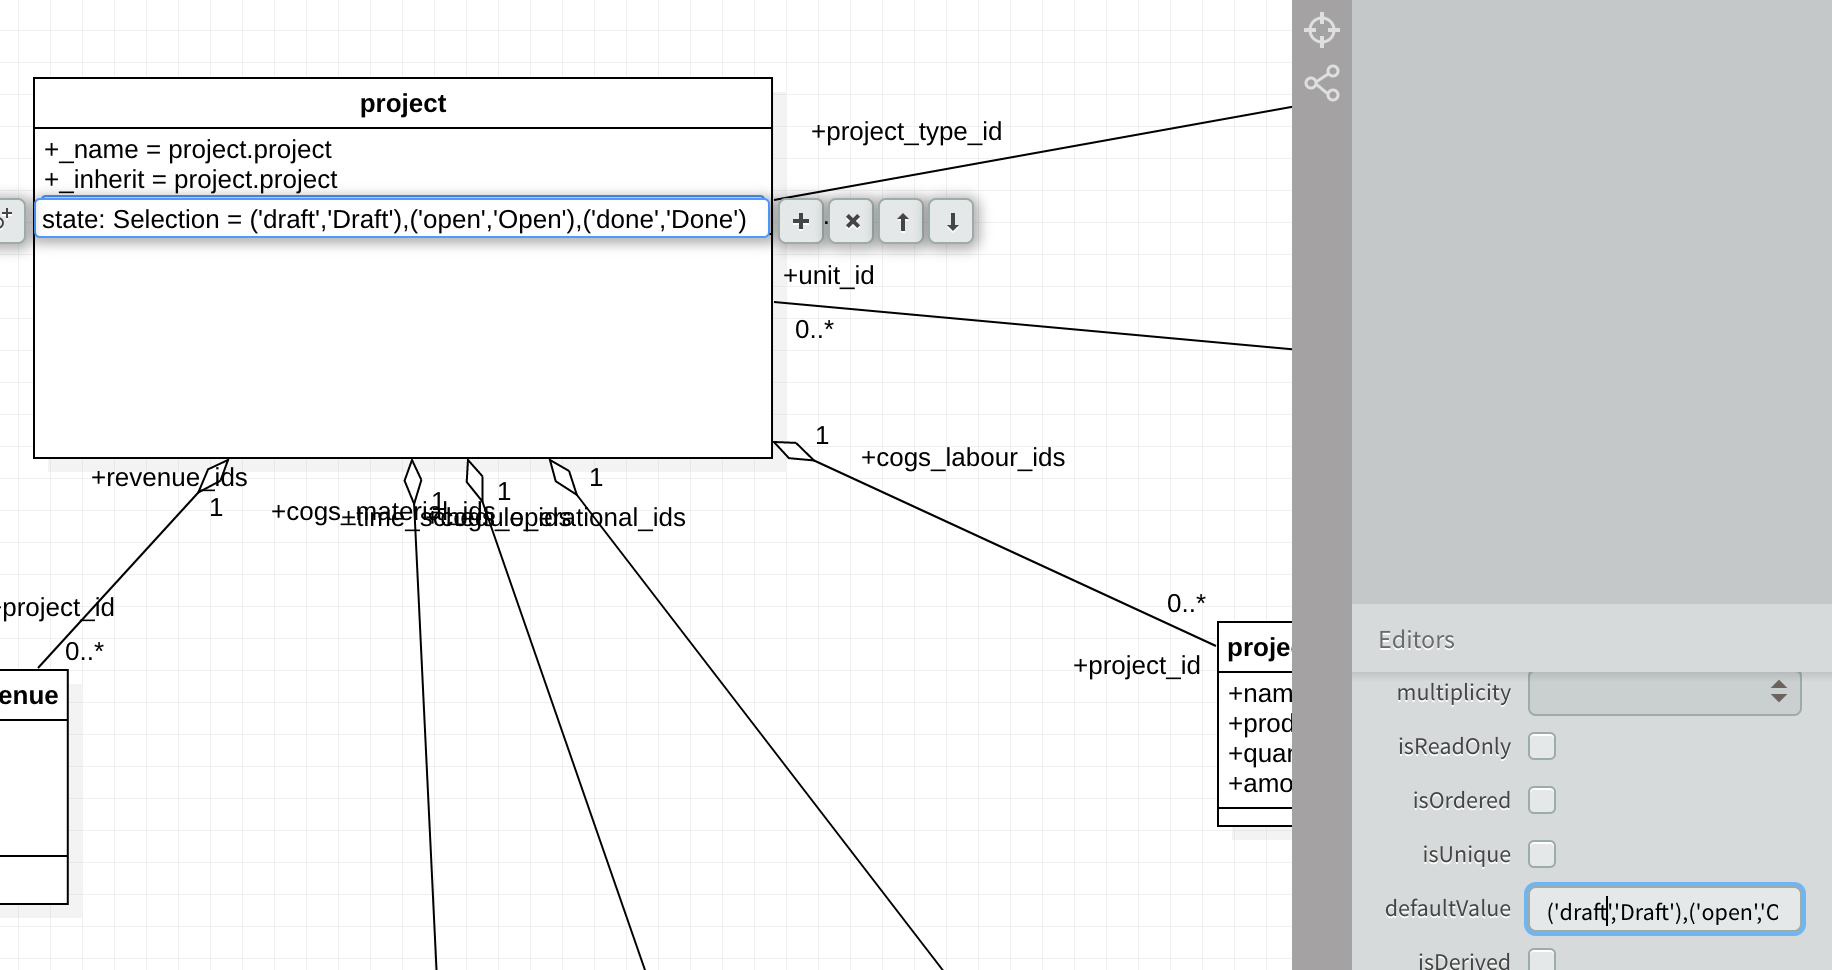 project
+_name = project.project
+_inherit = project.project
state: Selection = ('draft','Draft'),('open','Open'),('done','Done')
+project_type_id
+unit_id
0..*
1
+cogs_labour_ids
+revenue_ids
1
1
1
1
+cogs_material_ids
+time_schedule_ids
+cogs_operational_ids
project_id
0..*
enue
0..*
+project_id
proje
+nam
+prod
+quan
+amo
Editors
multiplicity
isReadOnly
isOrdered
isUnique
defaultValue
('draft','Draft'),('open','O
isDerived